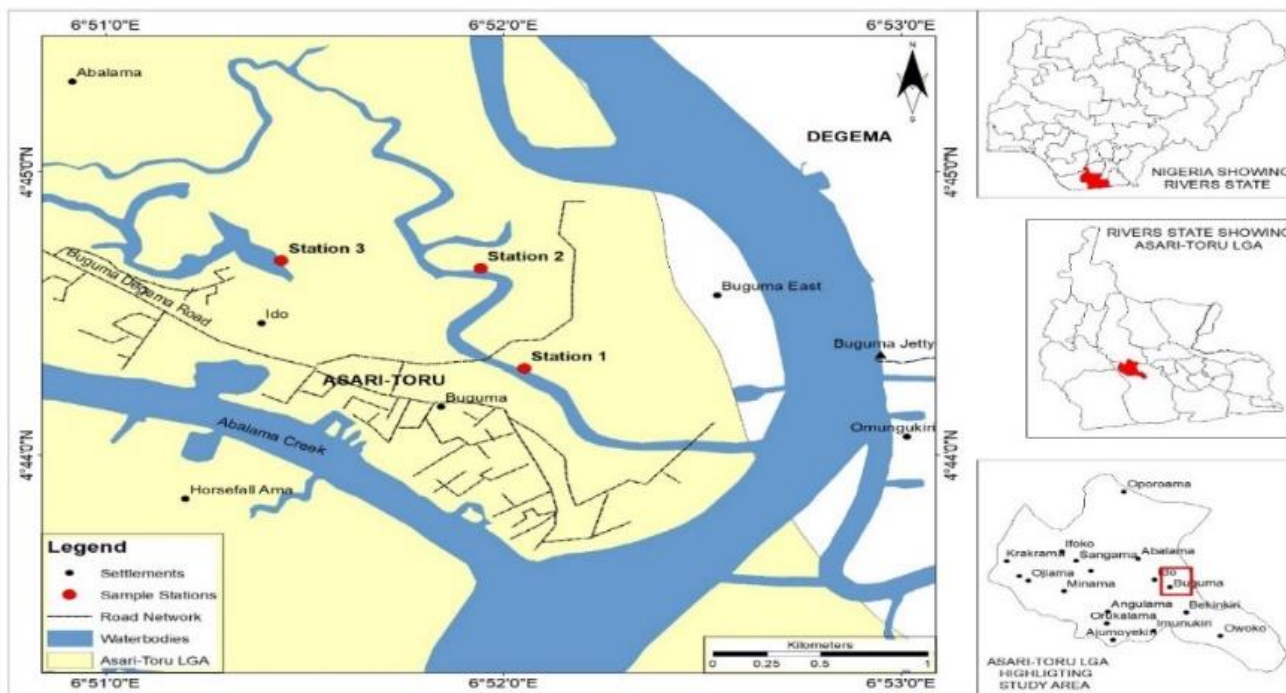 6°51'0"E
6°52'0"E
6°53'0"E
Abalama
N
DEGEMA
4°45'0"N
4°45'0"N
Station 3
Station 2
Buguma East
Buguma Degema Road
Ido
Buguma Jetty
Station 1
ASARI-TORU
Buguma
Abalama Creek
Omungukiri
4°44'0"N
4°44'0"N
Horsefall Ama
Legend
Settlements
Sample Stations
Road Network
Waterbodies
Asari-Toru LGA
Kilometers
0 0.25 0.5 1
6°51'0"E
6°52'0"E
6°53'0"E
NIGERIA SHOWING
RIVERS STATE
RIVERS STATE SHOWING
ASARI-TORU LGA
Oporoama
Ifoko
Krakrama
Sangama
Abalama
Ojiama
Minama
Buguma
Angulama
Bekinkiri
Orukalama
Imunukiri
Owoko
ASARI-TORU LGA
HIGHLIGTING
STUDY AREA